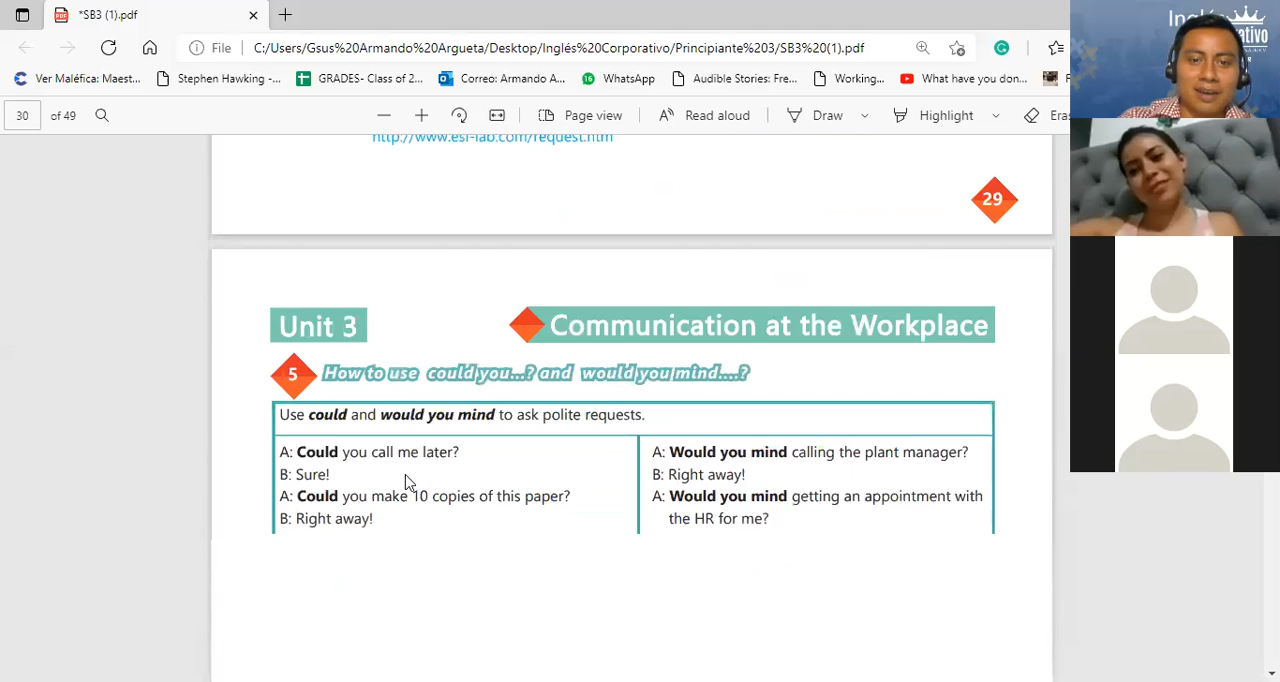 *SB3 (1).pdf
File C:/Users/Gsus%20Armando%20Argueta/Desktop/Inglés%20Corporativo/Principiante%203/SB3%20(1).pdf
Ver Maléfica: Maest... Stephen Hawking -... GRADES- Class of 2... Correo: Armando A... 16 WhatsApp Audible Stories: Fre... Working... What have you don...
30 of 49 Page view Read aloud Draw Highlight Eras
http://www.esl-lab.com/request.htm
29
Unit 3 Communication at the Workplace
5 How to use could you...? and would you mind....?
Use could and would you mind to ask polite requests.
A: Could you call me later?
B: Sure!
A: Could you make 10 copies of this paper?
B: Right away!
A: Would you mind calling the plant manager?
B: Right away!
A: Would you mind getting an appointment with
the HR for me?